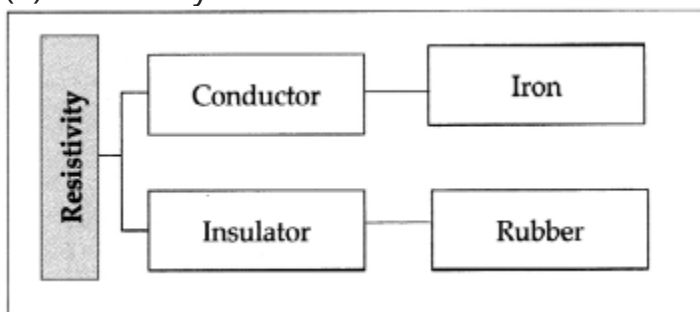 Resistivity
Conductor
Iron
Insulator
Rubber